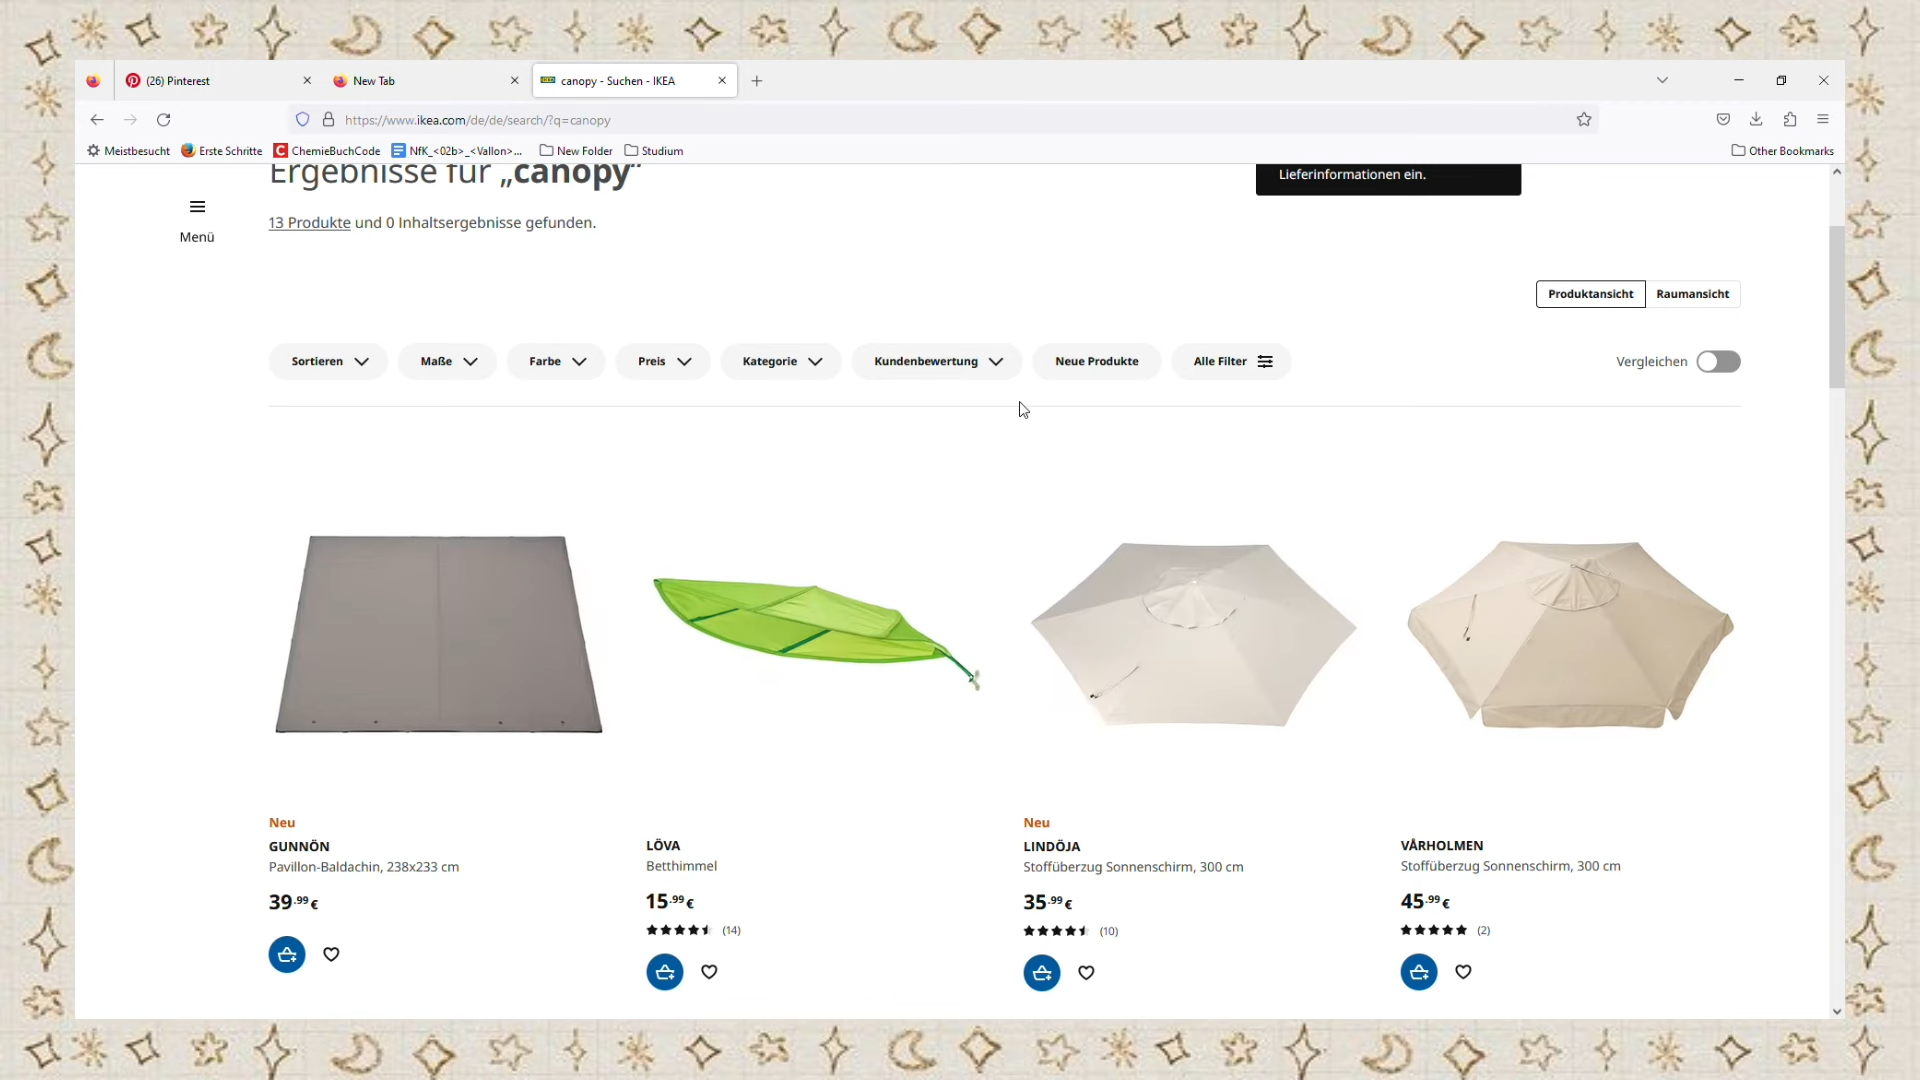 (26) Pinterest
New Tab
canopy - Suchen - IKEA
https://www.ikea.com/de/de/search/?q=canopy
Meistbesucht
Erste Schritte
ChemieBuchCode
NfK_<02b>_<Vallon>...
New Folder
Studium
Other Bookmarks
Ergebnisse für „canopy“
Lieferinformationen ein.
Menü
13 Produkte und 0 Inhaltsergebnisse gefunden.
Produktansicht
Raumansicht
Sortieren
Maße
Farbe
Preis
Kategorie
Kundenbewertung
Neue Produkte
Alle Filter
Vergleichen
Neu
GUNNÖN
Pavillon-Baldachin, 238x233 cm
39.99€
LÖVA
Betthimmel
15.99€
(14)
Neu
LINDÖJA
Stoffüberzug Sonnenschirm, 300 cm
35.99€
(10)
VÅRHOLMEN
Stoffüberzug Sonnenschirm, 300 cm
45.99€
(2)